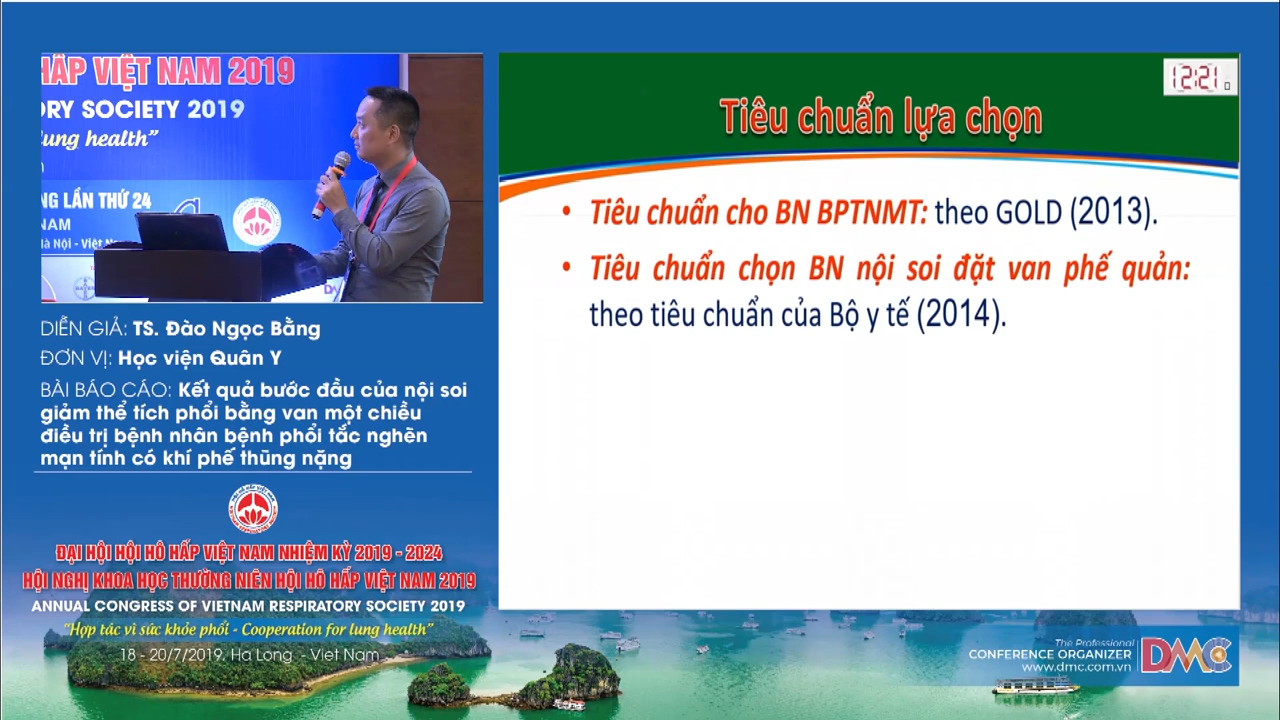 HẤP VIỆT NAM 2019
ORY SOCIETY 2019
ung health”
NG LẦN THỨ 24
NAM
12:21
Tiêu chuẩn lựa chọn
• Tiêu chuẩn cho BN BPTNMT: theo GOLD (2013).
• Tiêu chuẩn chọn BN nội soi đặt van phế quản:
theo tiêu chuẩn của Bộ y tế (2014).
DIỄN GIẢ: TS. Đào Ngọc Bằng
ĐƠN VỊ: Học viện Quân Y
BÀI BÁO CÁO: Kết quả bước đầu của nội soi
giảm thể tích phổi bằng van một chiều
điều trị bệnh nhân bệnh phổi tắc nghẽn
mạn tính có khí phế thũng nặng
ĐẠI HỘI HỘI HÔ HẤP VIỆT NAM NHIỆM KỲ 2019 - 2024
HỘI NGHỊ KHOA HỌC THƯỜNG NIÊN HỘI HÔ HẤP VIỆT NAM 2019
ANNUAL CONGRESS OF VIETNAM RESPIRATORY SOCIETY 2019
“Hợp tác vì sức khỏe phổi - Cooperation for lung health”
18 - 20/7/2019, Ha Long - Viet Nam
The Professional
CONFERENCE ORGANIZER
www.dmc.com.vn
DMC